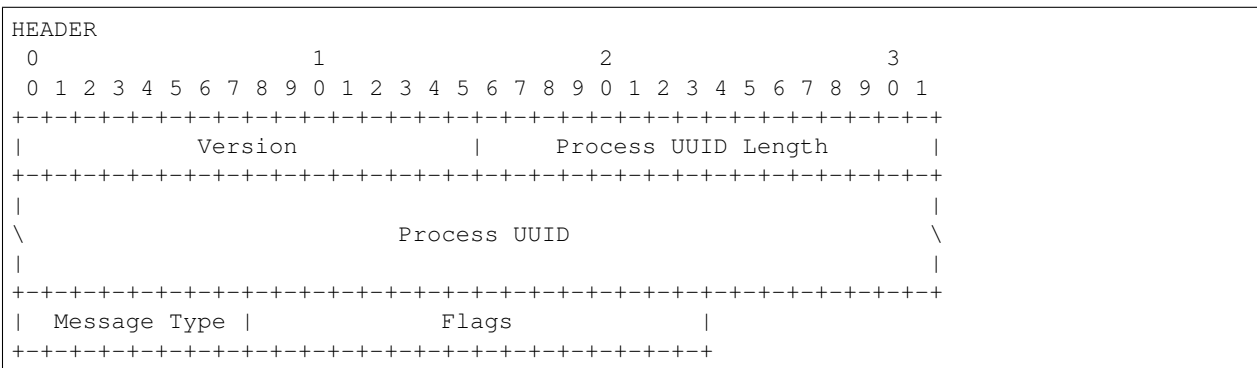 HEADER
 0                   1                   2                   3
 0 1 2 3 4 5 6 7 8 9 0 1 2 3 4 5 6 7 8 9 0 1 2 3 4 5 6 7 8 9 0 1
+-+-+-+-+-+-+-+-+-+-+-+-+-+-+-+-+-+-+-+-+-+-+-+-+-+-+-+-+-+-+-+-+
|            Version            |     Process UUID Length       |
+-+-+-+-+-+-+-+-+-+-+-+-+-+-+-+-+-+-+-+-+-+-+-+-+-+-+-+-+-+-+-+-+
|                                                               |
\                          Process UUID                         \
|                                                               |
+-+-+-+-+-+-+-+-+-+-+-+-+-+-+-+-+-+-+-+-+-+-+-+-+-+-+-+-+-+-+-+-+
|  Message Type |             Flags             |
+-+-+-+-+-+-+-+-+-+-+-+-+-+-+-+-+-+-+-+-+-+-+-+-+